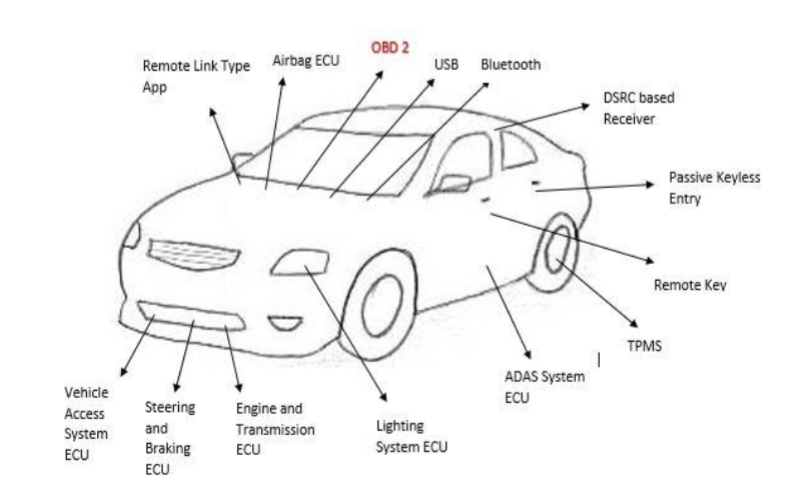 Remote Link Type
App
Airbag ECU
OBD 2
USB
Bluetooth
DSRC based
Receiver
Passive Keyless
Entry
Remote Key
TPMS
ADAS System
ECU
Lighting
System ECU
Engine and
Transmission
ECU
Steering
and
Braking
ECU
Vehicle
Access
System
ECU